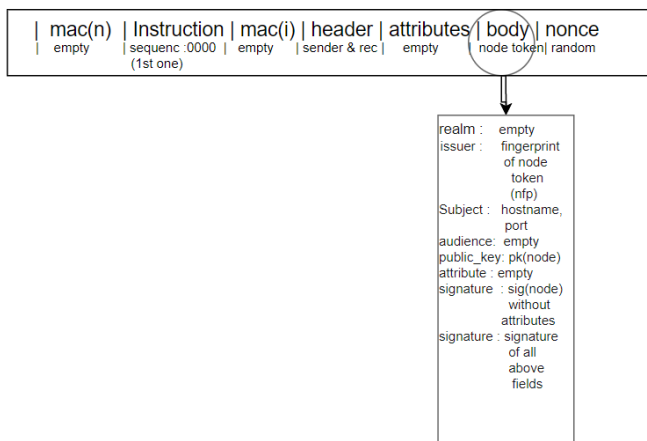 | mac(n) | Instruction | mac(i) | header | attributes | body | nonce
| empty | sequenc :0000 | empty | sender & rec | empty | node token | random
(1st one)
realm : empty
issuer : fingerprint
of node
token
(nfp)
Subject : hostname,
port
audience: empty
public_key: pk(node)
attribute : empty
signature : sig(node)
without
attributes
signature : signature
of all
above
fields